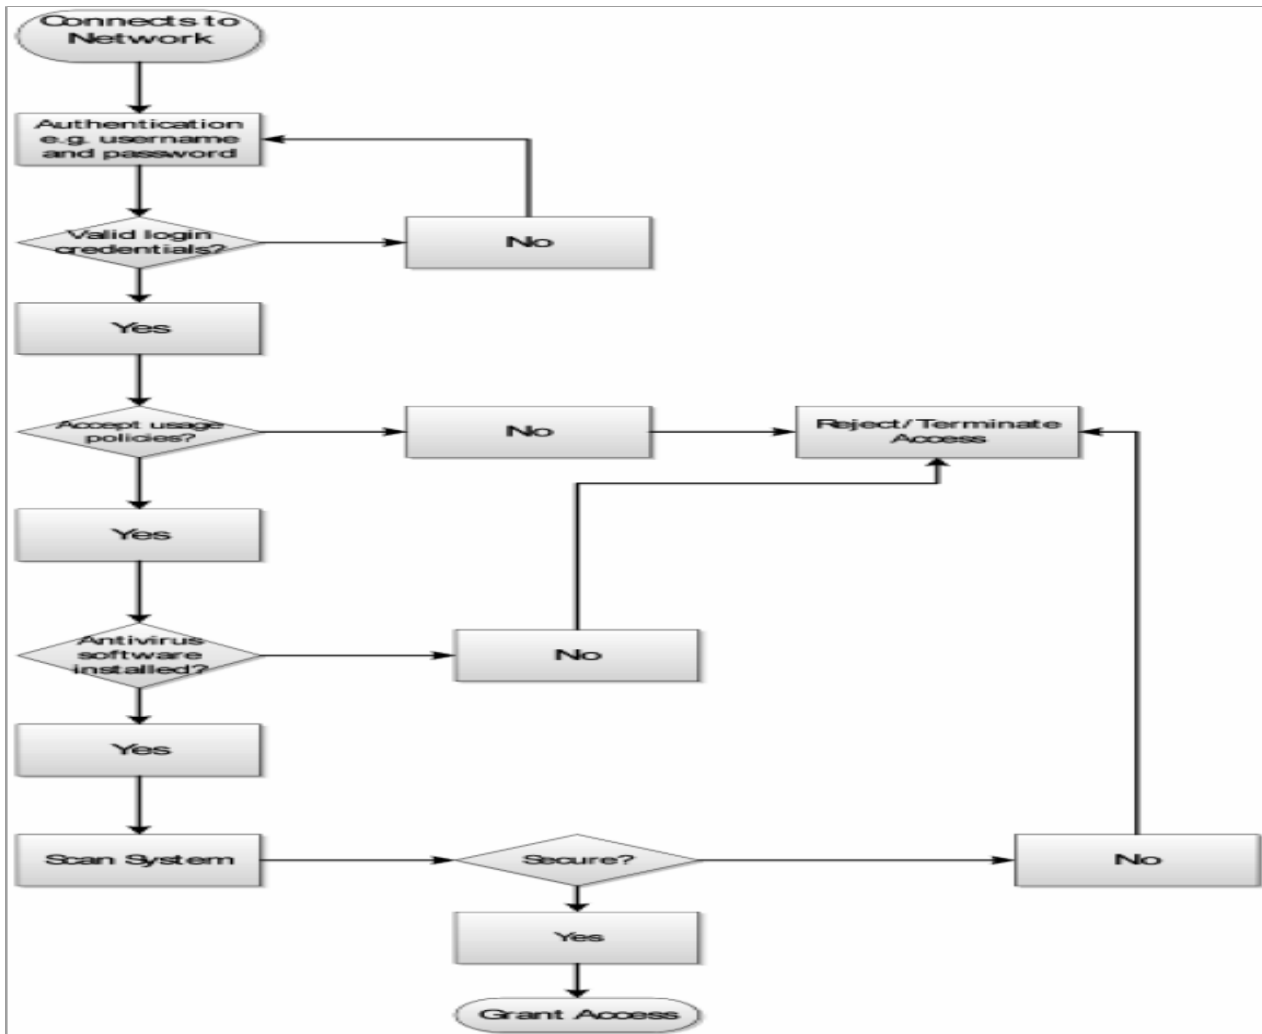 Connects to
Network
Authentication
e.g. username
and password
Valid login
credentials?
No
Yes
Accept usage
policies?
No
Reject/Terminate
Access
Yes
Antivirus
software
installed?
No
Yes
Scan System
Secure?
No
Yes
Grant Access